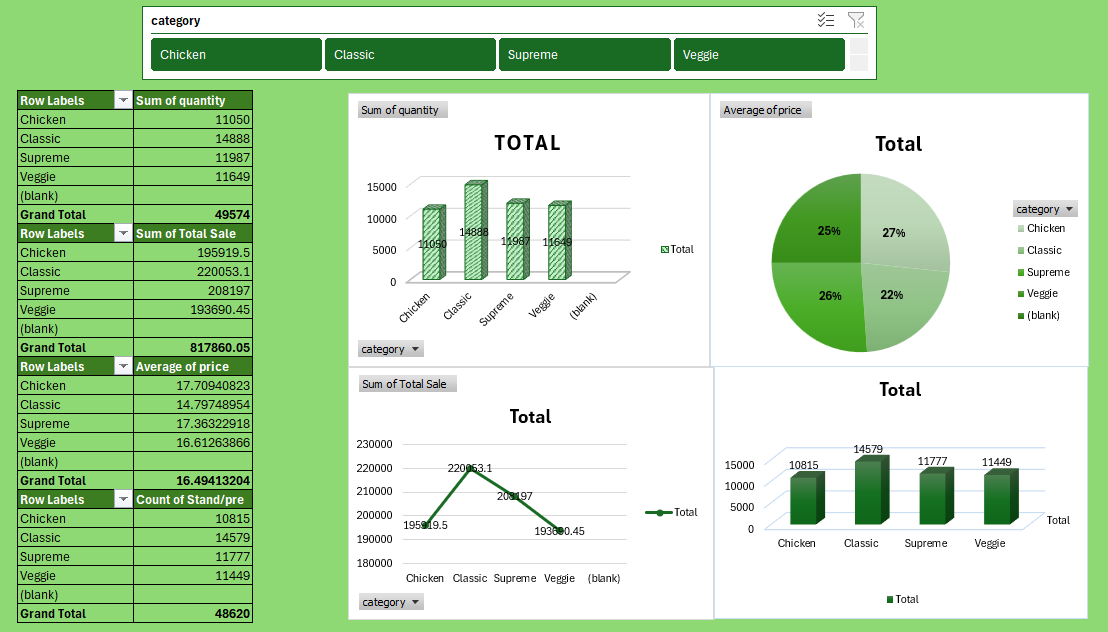 category
Chicken Classic Supreme Veggie
Row Labels Sum of quantity
Chicken 11050
Classic 14888
Supreme 11987
Veggie 11649
(blank)
Grand Total 49574
Row Labels Sum of Total Sale
Chicken 195919.5
Classic 220053.1
Supreme 208197
Veggie 193690.45
(blank)
Grand Total 817860.05
Row Labels Average of price
Chicken 17.70940823
Classic 14.79748954
Supreme 17.36322918
Veggie 16.61263866
(blank)
Grand Total 16.49413204
Row Labels Count of Stand/pre
Chicken 10815
Classic 14579
Supreme 11777
Veggie 11449
(blank)
Grand Total 48620
Sum of quantity
TOTAL
15000
10000
5000
0
11050 14888 11987 11649
Chicken Classic Supreme Veggie (blank)
Total
category
Average of price
Total
25% 27%
26% 22%
category
Chicken
Classic
Supreme
Veggie
(blank)
Sum of Total Sale
Total
230000
220000
210000
200000
190000
180000
195919.5 220053.1 208197 193690.45
Chicken Classic Supreme Veggie (blank)
Total
category
Total
15000
10000
5000
0
10815 14579 11777 11449
Chicken Classic Supreme Veggie
Total
Total